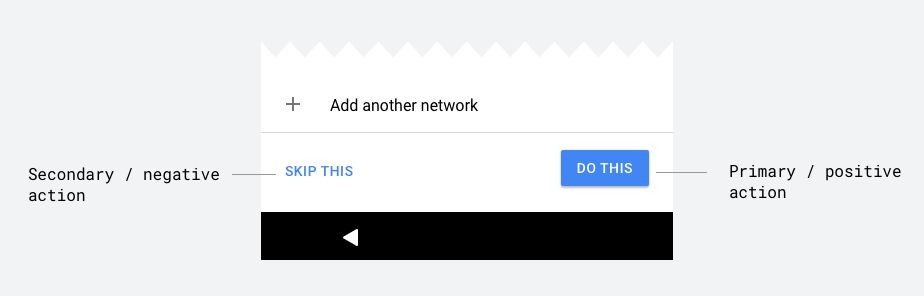 Add another network
Secondary / negative
action
SKIP THIS
DO THIS
Primary / positive
action